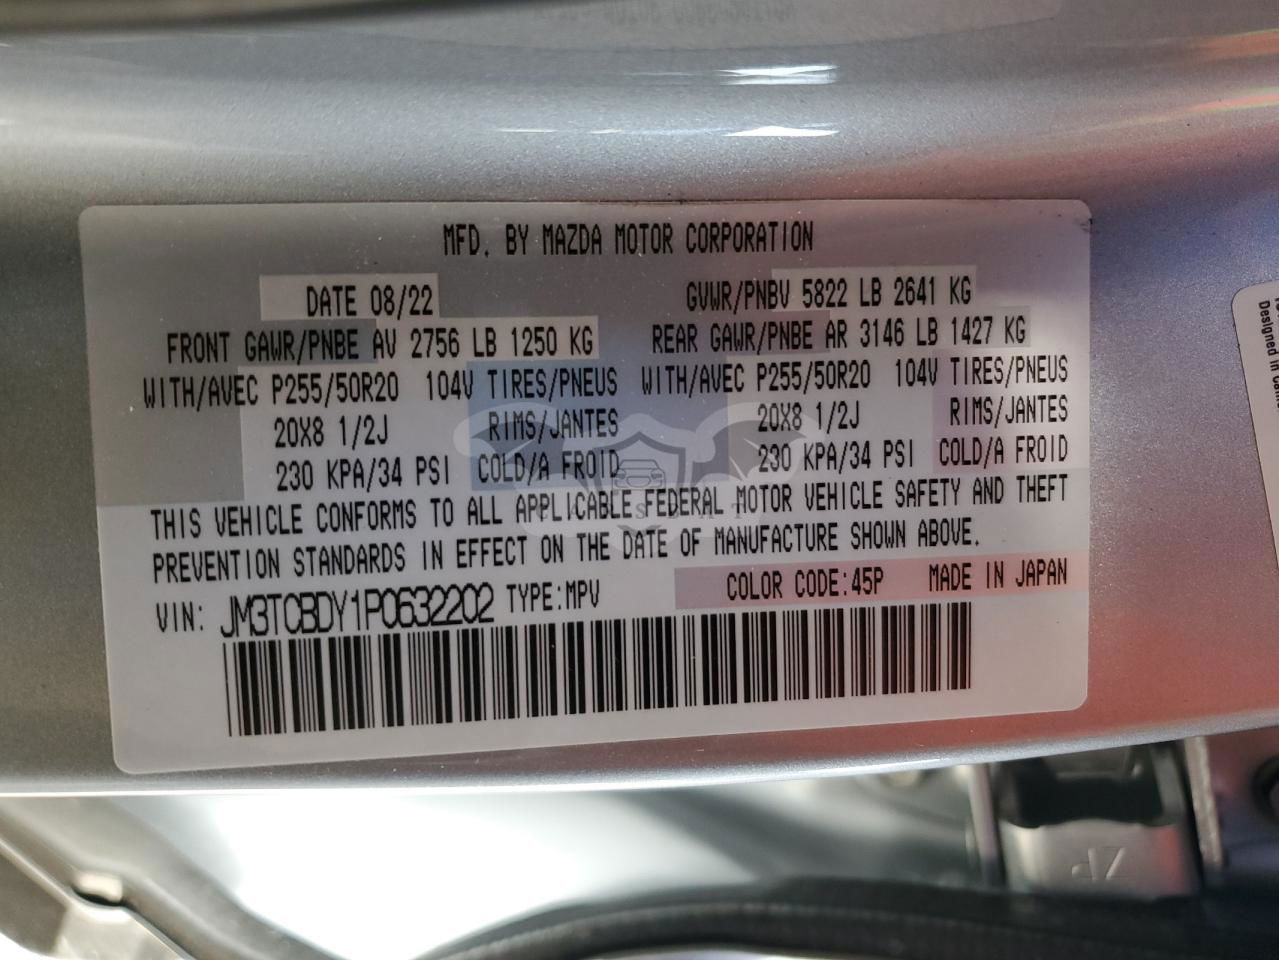 MFD. BY MAZDA MOTOR CORPORATION
DATE 08/22 GVWR/PNBV 5822 LB 2641 KG
FRONT GAWR/PNBE AV 2756 LB 1250 KG REAR GAWR/PNBE AR 3146 LB 1427 KG
WITH/AVEC P255/50R20 104V TIRES/PNEUS WITH/AVEC P255/50R20 104V TIRES/PNEUS
20X8 1/2J RIMS/JANTES 20X8 1/2J RIMS/JANTES
230 KPA/34 PSI COLD/A FROID 230 KPA/34 PSI COLD/A FROID
THIS VEHICLE CONFORMS TO ALL APPLICABLE FEDERAL MOTOR VEHICLE SAFETY AND THEFT
PREVENTION STANDARDS IN EFFECT ON THE DATE OF MANUFACTURE SHOWN ABOVE.
VIN: JM3TCBDY1P0632202 TYPE:MPV COLOR CODE:45P MADE IN JAPAN
Designed in
ZP